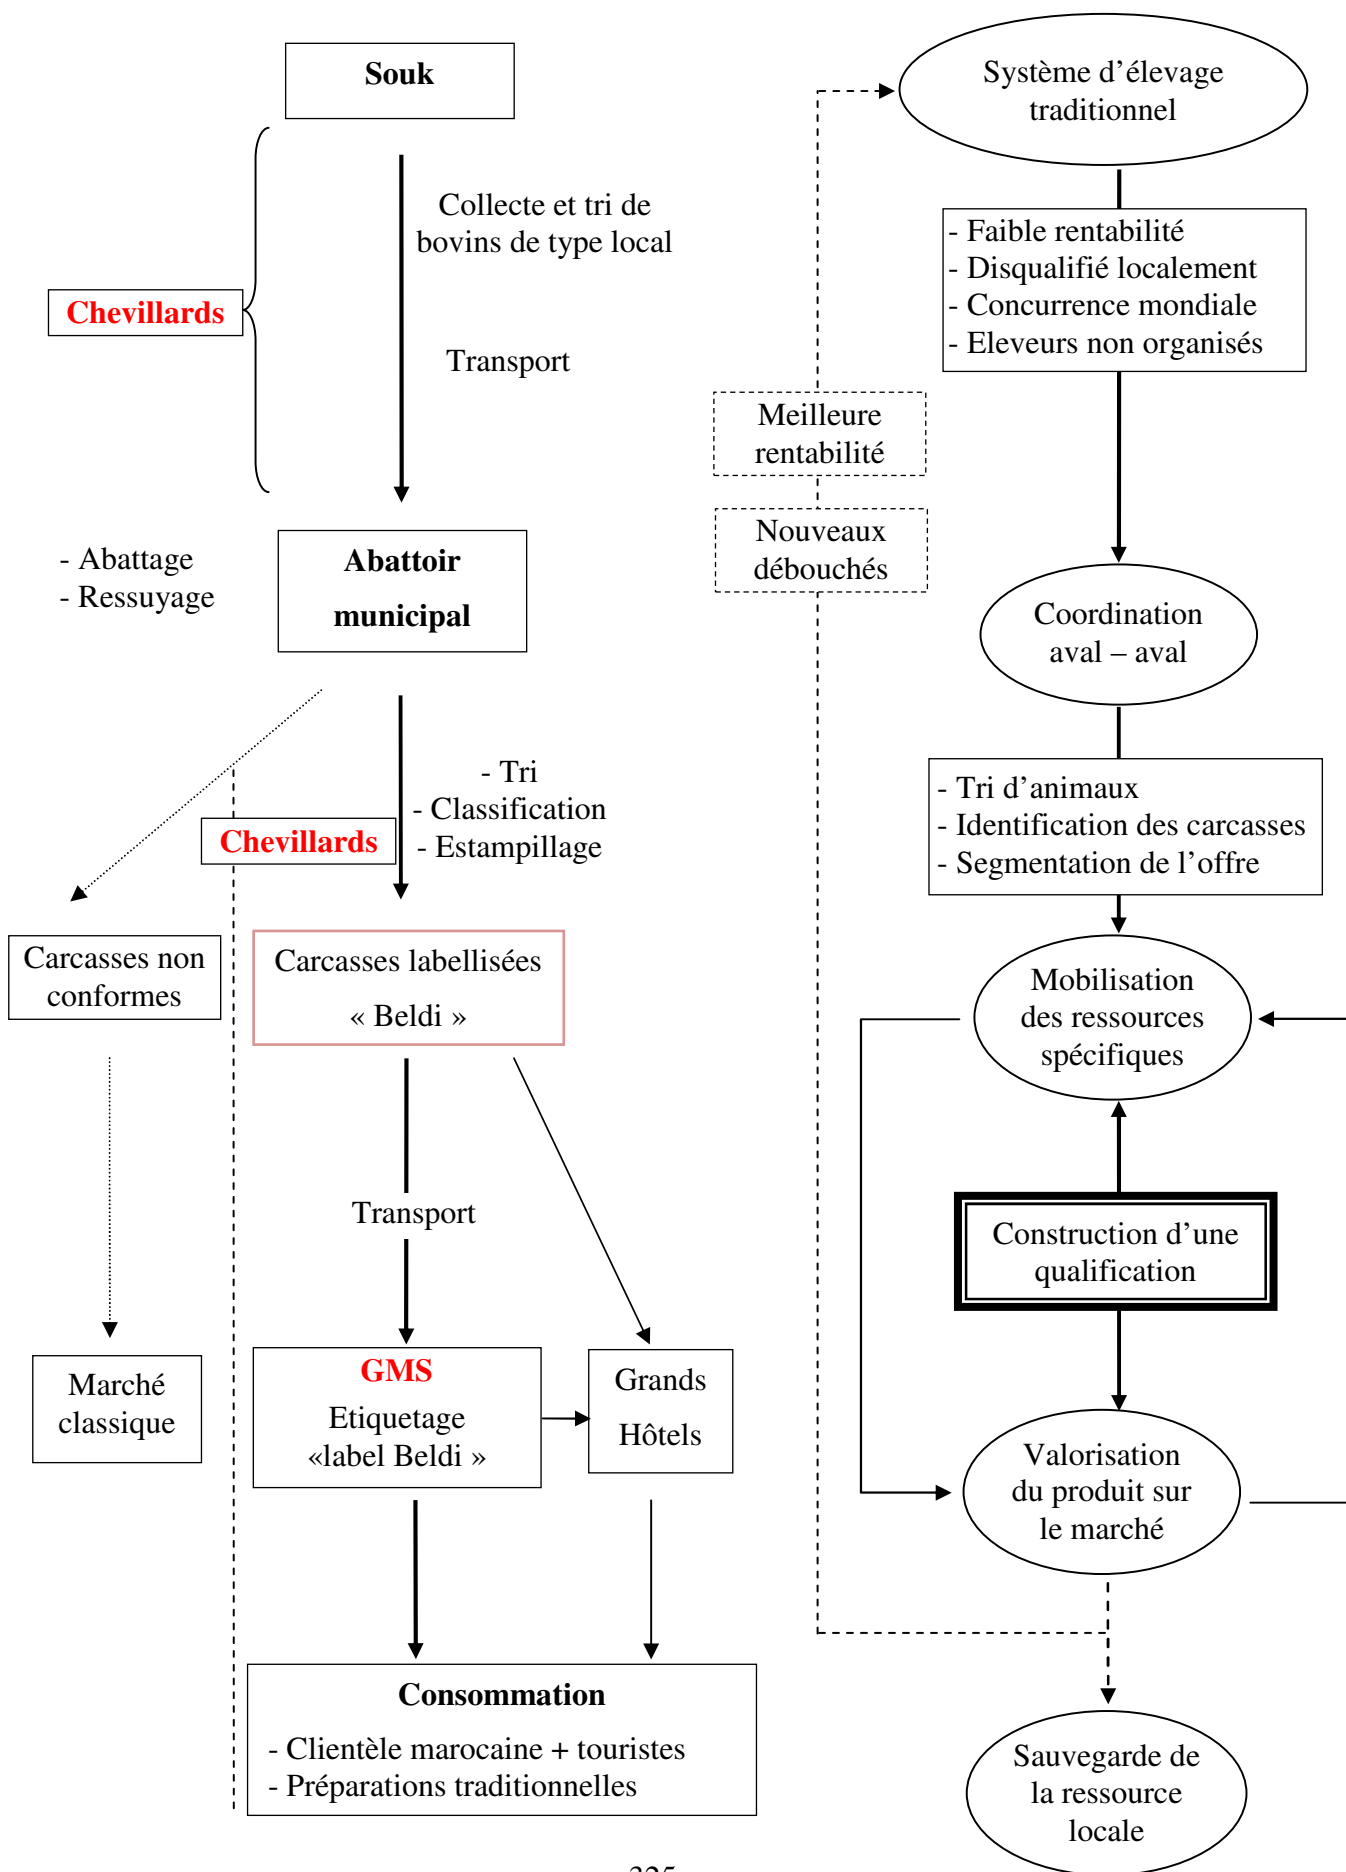 Souk
Collecte et tri de
bovins de type local
Chevillards
Transport
- Abattage
- Ressuyage
Abattoir
municipal
- Tri
- Classification
- Estampillage
Chevillards
Carcasses non
conformes
Carcasses labellisées
« Beldi »
Transport
Marché
classique
GMS
Etiquetage
«label Beldi »
Grands
Hôtels
Consommation
- Clientèle marocaine + touristes
- Préparations traditionnelles
Système d’élevage
traditionnel
- Faible rentabilité
- Disqualifié localement
- Concurrence mondiale
- Eleveurs non organisés
Meilleure
rentabilité
Nouveaux
débouchés
Coordination
aval – aval
- Tri d’animaux
- Identification des carcasses
- Segmentation de l’offre
Mobilisation
des ressources
spécifiques
Construction d’une
qualification
Valorisation
du produit sur
le marché
Sauvegarde de
la ressource
locale
325